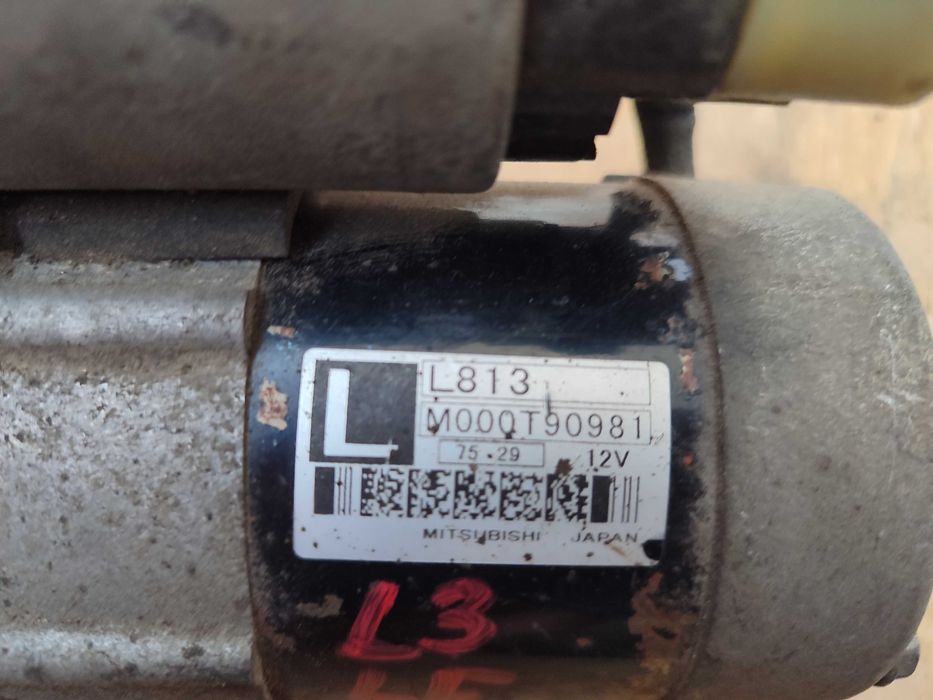 L
L813
M000T90981
75.29
12V
MITSUBISHI JAPAN
L3